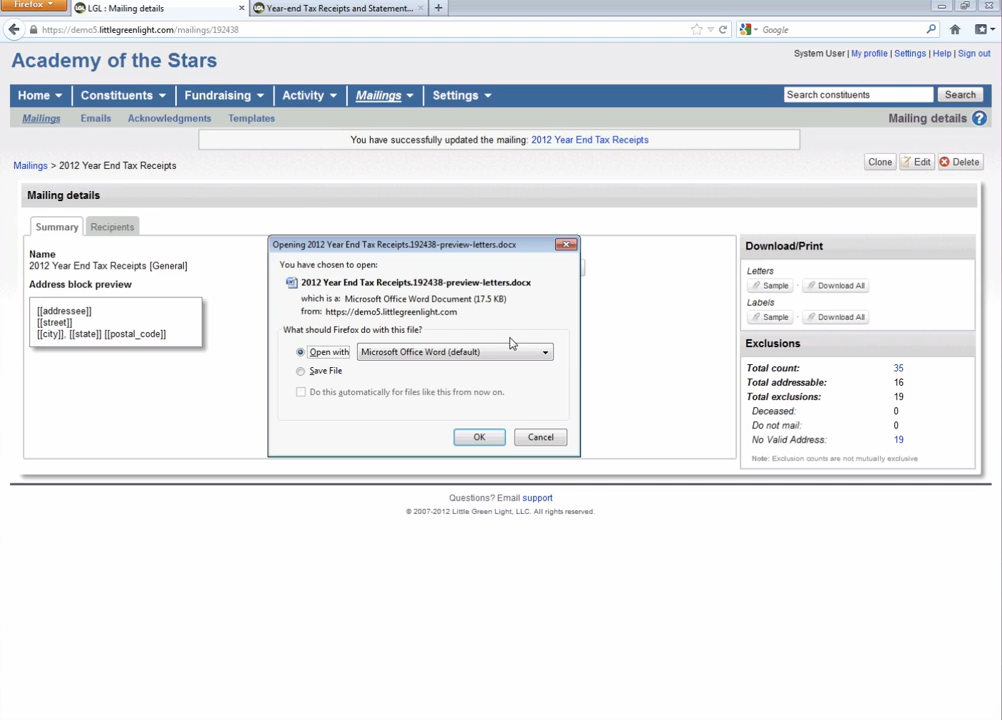 Firefox
LGL : Mailing details
Year-end Tax Receipts and Statement...
https://demo5.littlegreenlight.com/mailings/192438
Google
Academy of the Stars
System User | My profile | Settings | Help | Sign out
Home Constituents Fundraising Activity Mailings Settings
Search constituents Search
Mailings Emails Acknowledgments Templates
Mailing details ?
You have successfully updated the mailing: 2012 Year End Tax Receipts
Mailings > 2012 Year End Tax Receipts
Clone Edit Delete
Mailing details
Summary Recipients
Name
2012 Year End Tax Receipts [General]
Address block preview
[[addressee]]
[[street]]
[[city]], [[state]] [[postal_code]]
Opening 2012 Year End Tax Receipts.192438-preview-letters.docx
You have chosen to open:
2012 Year End Tax Receipts.192438-preview-letters.docx
which is a: Microsoft Office Word Document (17.5 KB)
from: https://demo5.littlegreenlight.com
What should Firefox do with this file?
Open with Microsoft Office Word (default)
Save File
Do this automatically for files like this from now on.
OK Cancel
Download/Print
Letters
Sample - Download All
Labels
Sample - Download All
Exclusions
Total count: 35
Total addressable: 16
Total exclusions: 19
Deceased: 0
Do not mail: 0
No Valid Address: 19
Note: Exclusion counts are not mutually exclusive
Questions? Email support
© 2007-2012 Little Green Light, LLC. All rights reserved.